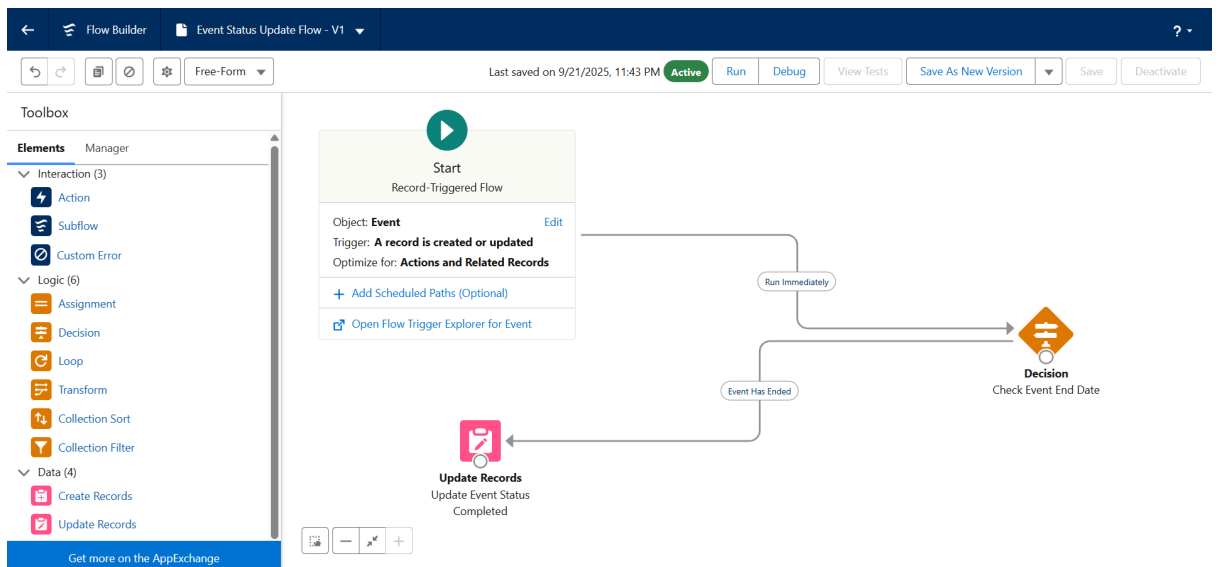 Flow Builder
Event Status Update Flow - V1
?
Free-Form
Last saved on 9/21/2025, 11:43 PM
Active
Run
Debug
View Tests
Save As New Version
Save
Deactivate
Toolbox
Elements
Manager
Interaction (3)
Action
Subflow
Custom Error
Logic (6)
Assignment
Decision
Loop
Transform
Collection Sort
Collection Filter
Data (4)
Create Records
Update Records
Get more on the AppExchange
Start
Record-Triggered Flow
Object: Event
Edit
Trigger: A record is created or updated
Optimize for: Actions and Related Records
+ Add Scheduled Paths (Optional)
Open Flow Trigger Explorer for Event
Run Immediately
Decision
Check Event End Date
Event Has Ended
Update Records
Update Event Status
Completed